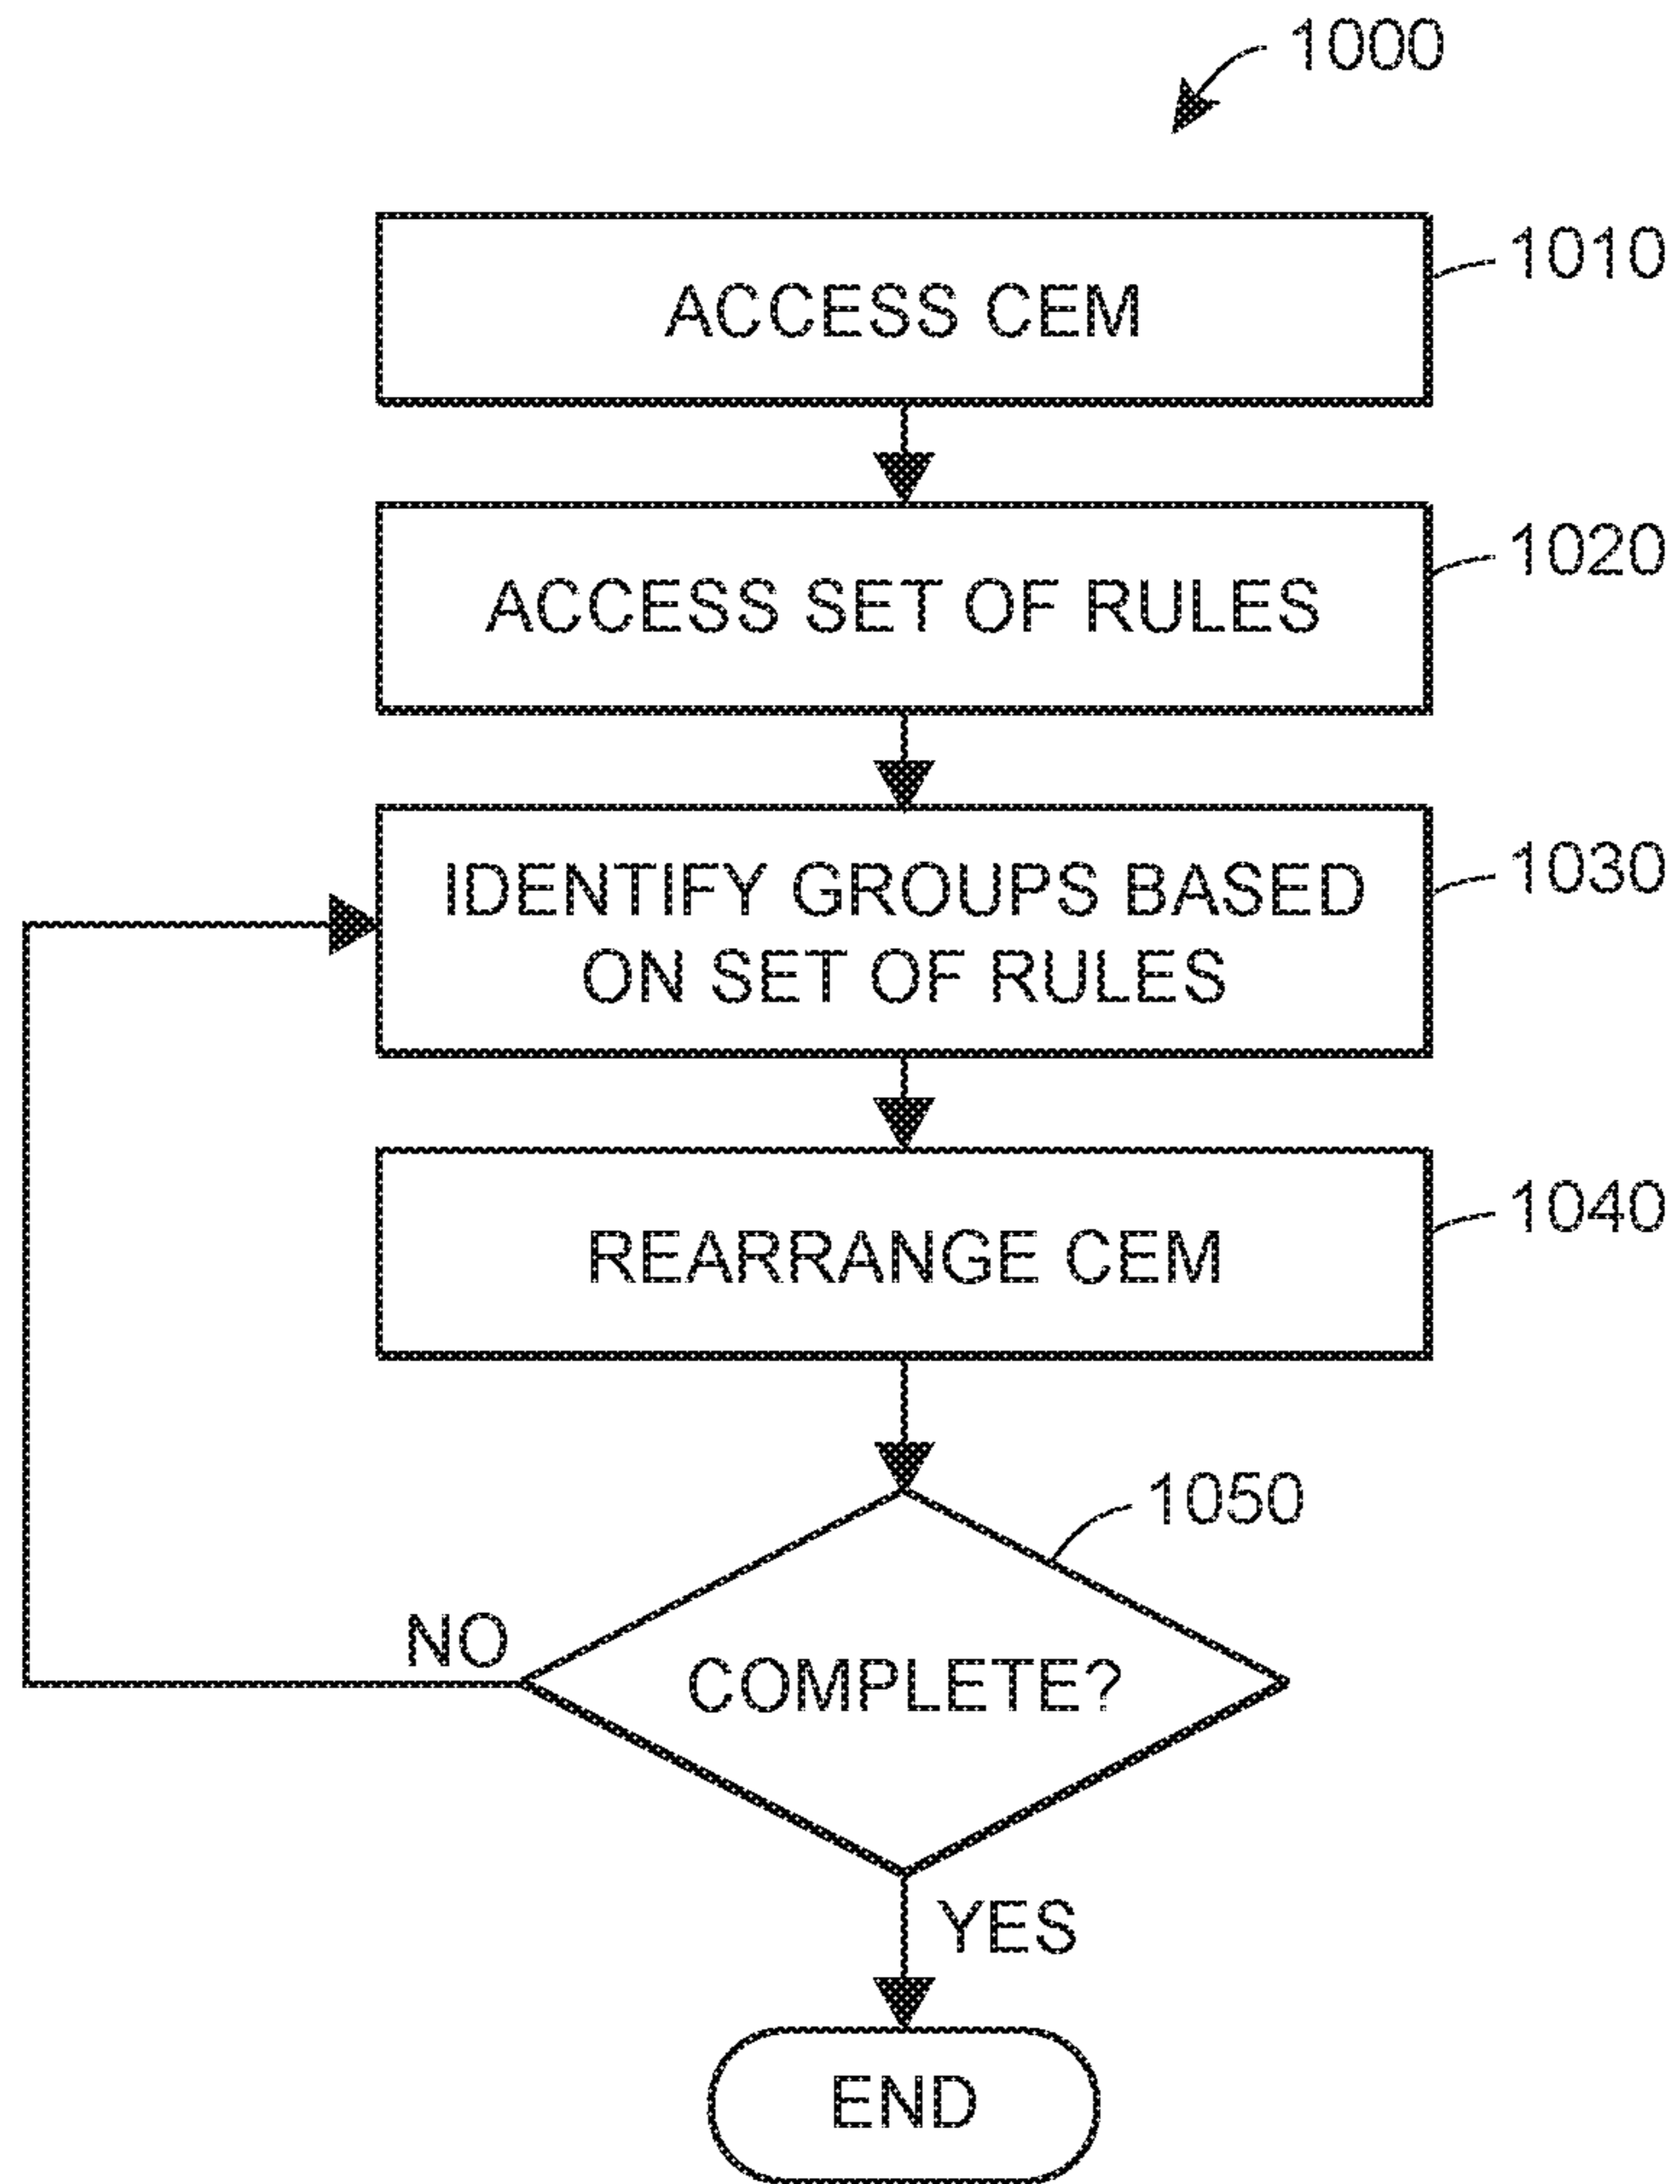 1000
ACCESS CEM
1010
ACCESS SET OF RULES
1020
IDENTIFY GROUPS BASED
ON SET OF RULES
1030
REARRANGE CEM
1040
1050
COMPLETE?
NO
YES
END